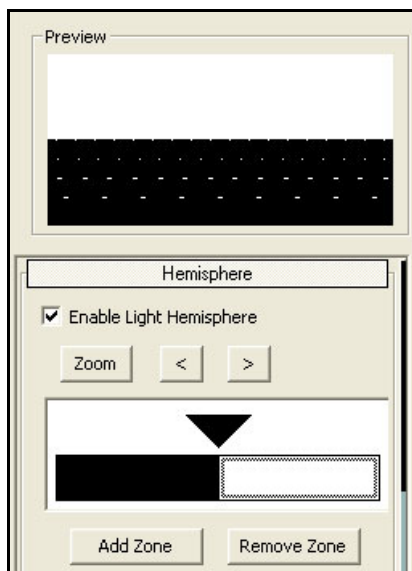 Preview
Hemisphere
Enable Light Hemisphere
Zoom < >
Add Zone Remove Zone